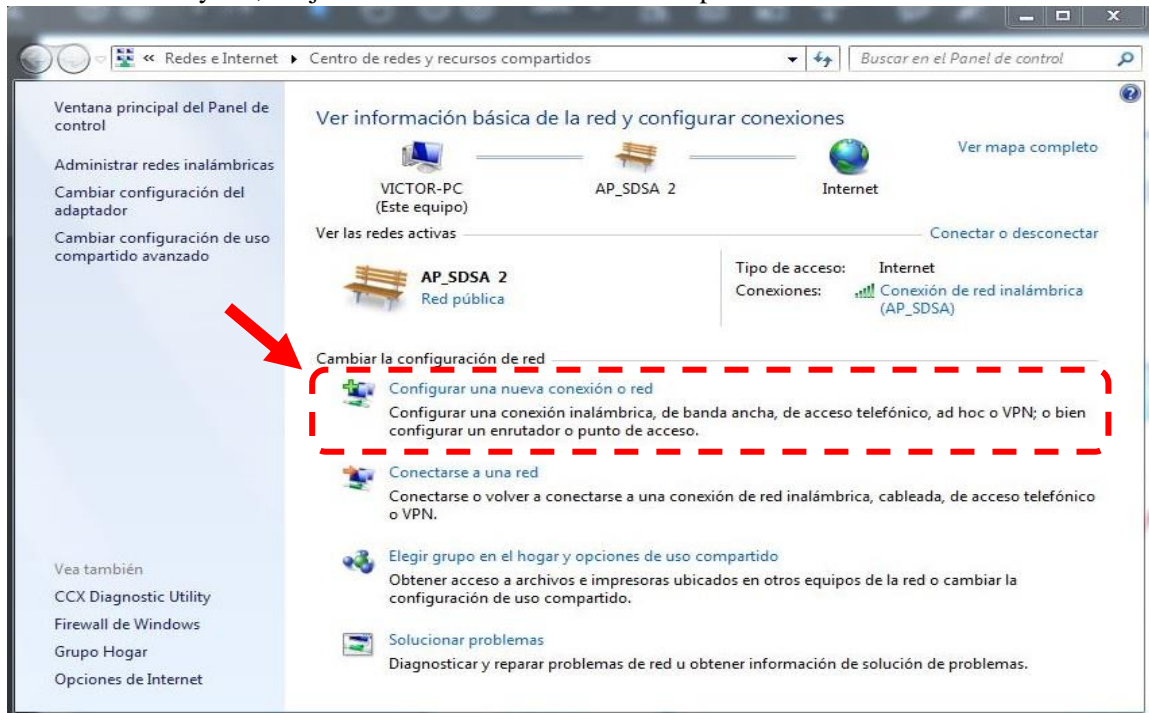 « Redes e Internet ▸ Centro de redes y recursos compartidos
Buscar en el Panel de control
Ventana principal del Panel de
control
Administrar redes inalámbricas
Cambiar configuración del
adaptador
Cambiar configuración de uso
compartido avanzado
Vea también
CCX Diagnostic Utility
Firewall de Windows
Grupo Hogar
Opciones de Internet
Ver información básica de la red y configurar conexiones
Ver mapa completo
VICTOR-PC
(Este equipo)
AP_SDSA 2
Internet
Ver las redes activas
Conectar o desconectar
AP_SDSA 2
Red pública
Tipo de acceso: Internet
Conexiones: Conexión de red inalámbrica
(AP_SDSA)
Cambiar la configuración de red
Configurar una nueva conexión o red
Configurar una conexión inalámbrica, de banda ancha, de acceso telefónico, ad hoc o VPN; o bien
configurar un enrutador o punto de acceso.
Conectarse a una red
Conectarse o volver a conectarse a una conexión de red inalámbrica, cableada, de acceso telefónico
o VPN.
Elegir grupo en el hogar y opciones de uso compartido
Obtener acceso a archivos e impresoras ubicados en otros equipos de la red o cambiar la
configuración de uso compartido.
Solucionar problemas
Diagnosticar y reparar problemas de red u obtener información de solución de problemas.